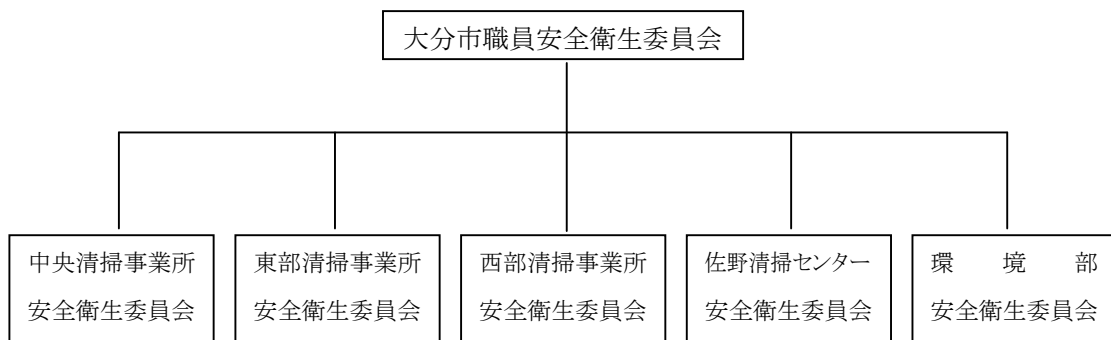 大分市職員安全衛生委員会
中央清掃事業所
安全衛生委員会
東部清掃事業所
安全衛生委員会
西部清掃事業所
安全衛生委員会
佐野清掃センター
安全衛生委員会
環　境　部
安全衛生委員会